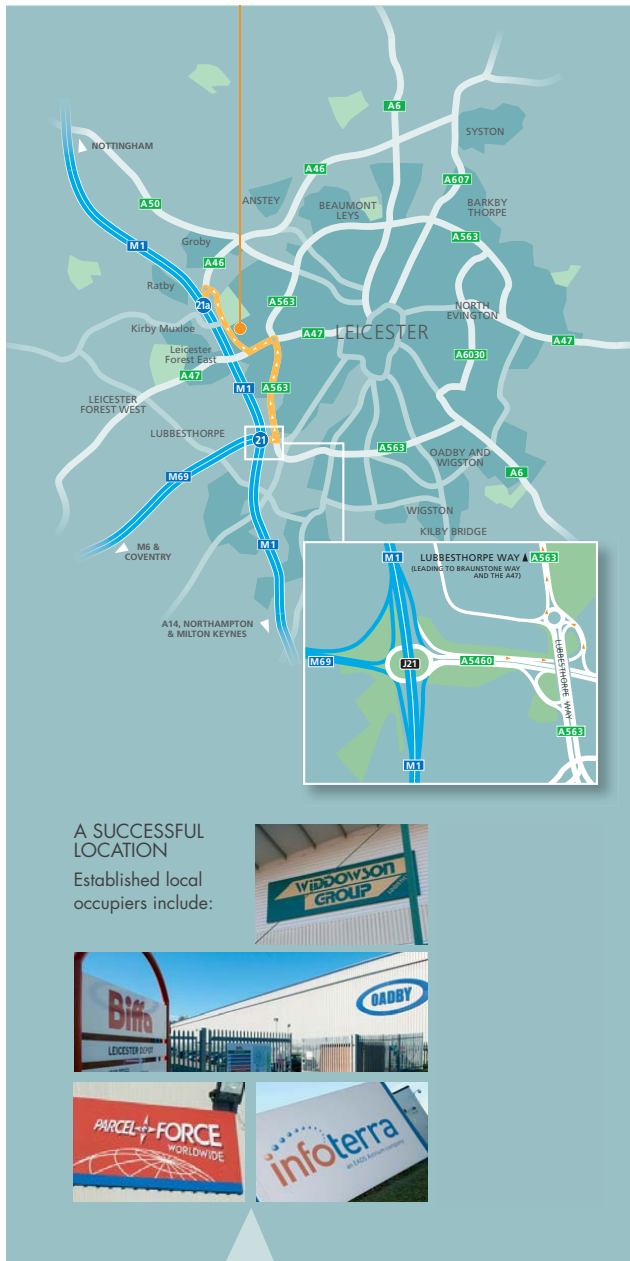 A6
SYSTON
NOTTINGHAM
A46
A607
ANSTEY
BEAUMONT
LEYS
BARKBY
THORPE
A50
A563
Groby
M1
A46
Ratby
21a
A563
NORTH
EVINGTON
Kirby Muxloe
A47
LEICESTER
A47
Leicester
Forest East
A6030
A47
M1
A563
LEICESTER
FOREST WEST
LUBBESTHORPE
21
A563
OADBY AND
WIGSTON
M69
A6
WIGSTON
KILBY BRIDGE
M6 &
COVENTRY
M1
A14, NORTHAMPTON
& MILTON KEYNES
M1
LUBBESTHORPE WAY
A563
(LEADING TO BRAUNSTONE WAY
AND THE A47)
M69
J21
A5460
LUBBESTHORPE WAY
A563
M1
A SUCCESSFUL
LOCATION
Established local
occupiers include:
WIDDOWSON
GROUP
Biffa
LEICESTER DEPOT
OADBY
PARCEL FORCE
WORLDWIDE
infoterra
an EADS Astrium company